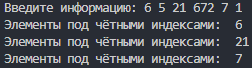 Введите информацию: 6 5 21 672 7 1
Элементы под чётными индексами:  6
Элементы под чётными индексами:  21
Элементы под чётными индексами:  7